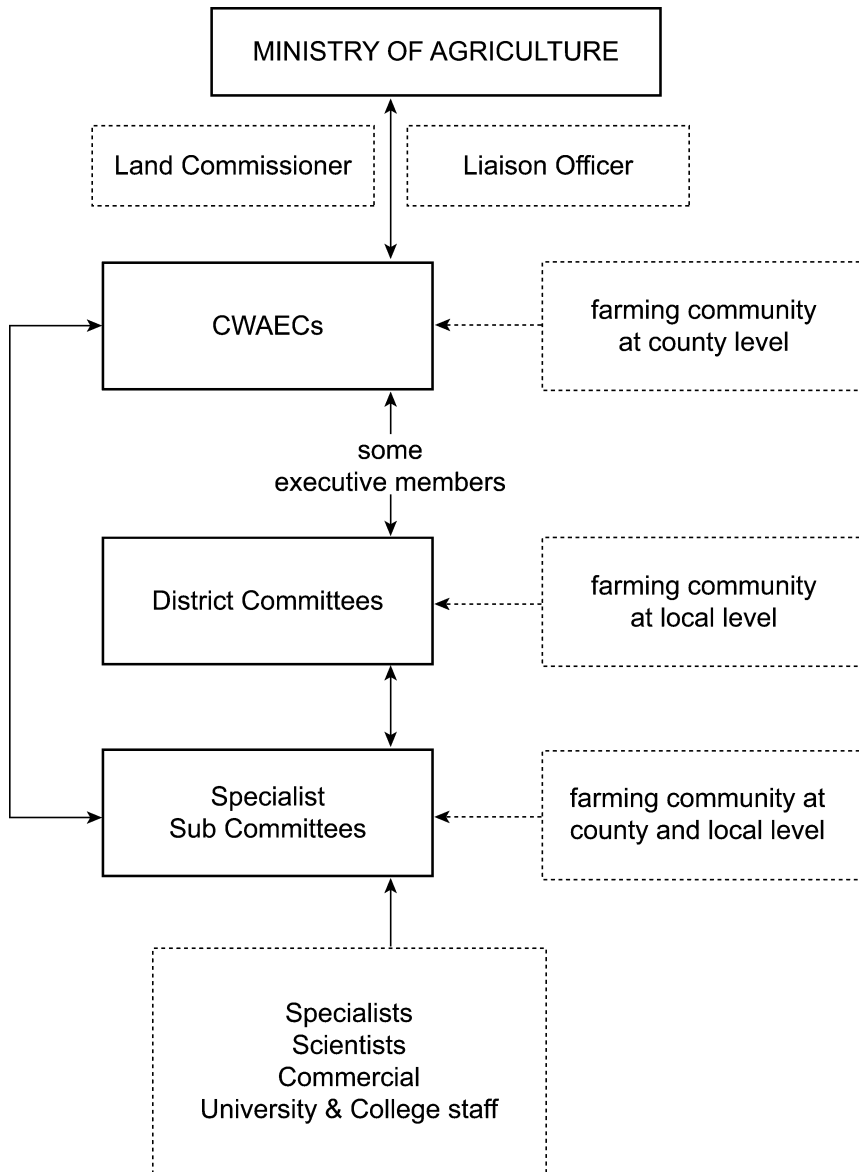 MINISTRY OF AGRICULTURE
Land Commissioner
Liaison Officer
CWAECs
farming community
at county level
some
executive members
District Committees
farming community
at local level
Specialist
Sub Committees
farming community at
county and local level
Specialists
Scientists
Commercial
University & College staff